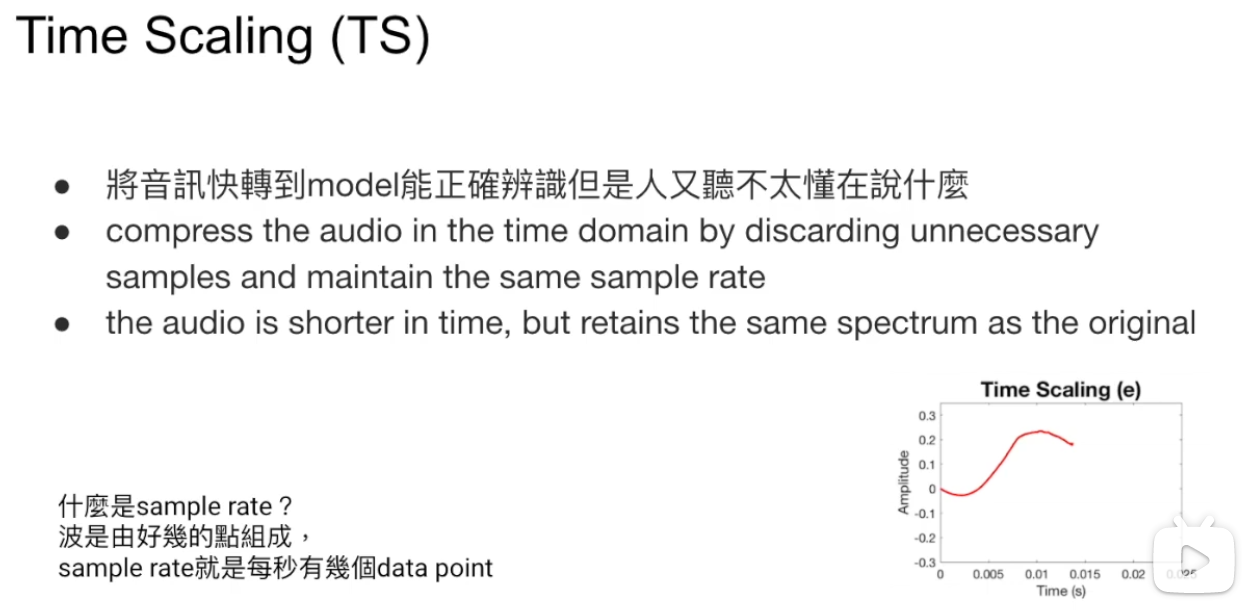 Time Scaling (TS)
● 將音訊快轉到model能正確辨識但是人又聽不太懂在說什麼
● compress the audio in the time domain by discarding unnecessary
samples and maintain the same sample rate
● the audio is shorter in time, but retains the same spectrum as the original
什麼是sample rate？
波是由好幾的點組成，
sample rate就是每秒有幾個data point
Time Scaling (e)
Amplitude
0.3
0.2
0.1
0
-0.1
-0.2
-0.3
0 0.005 0.01 0.015 0.02 0.025
Time (s)